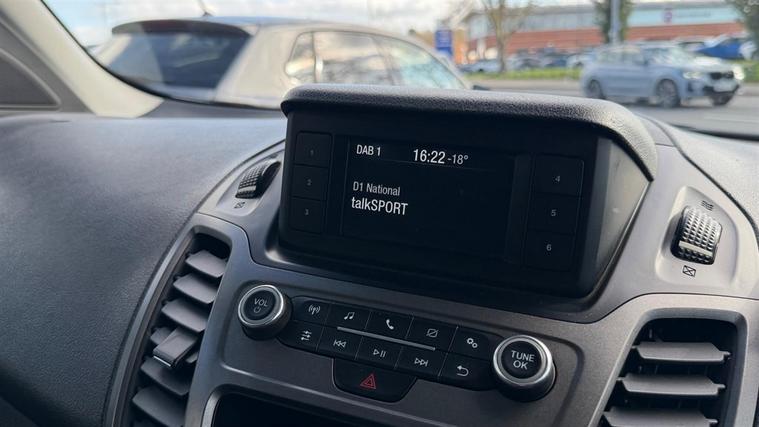 DAB 1 16:22 -18°
D1 National
talkSPORT
1
2
3
4
5
6
VOL
TUNE
OK